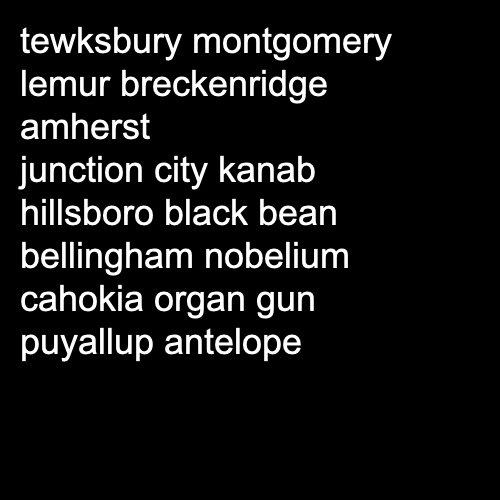 tewksbury montgomery
lemur breckenridge
amherst
junction city kanab
hillsboro black bean
bellingham nobelium
cahokia organ gun
puyallup antelope